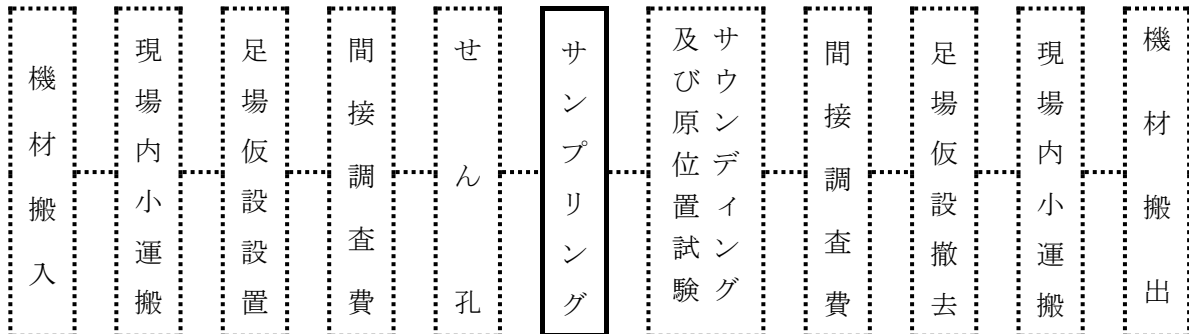 機材搬入
現場内小運搬
足場仮設設置
間接調査費
せん孔
サンプリング
サウンディング
及び原位置試験
間接調査費
足場仮設撤去
現場内小運搬
機材搬出